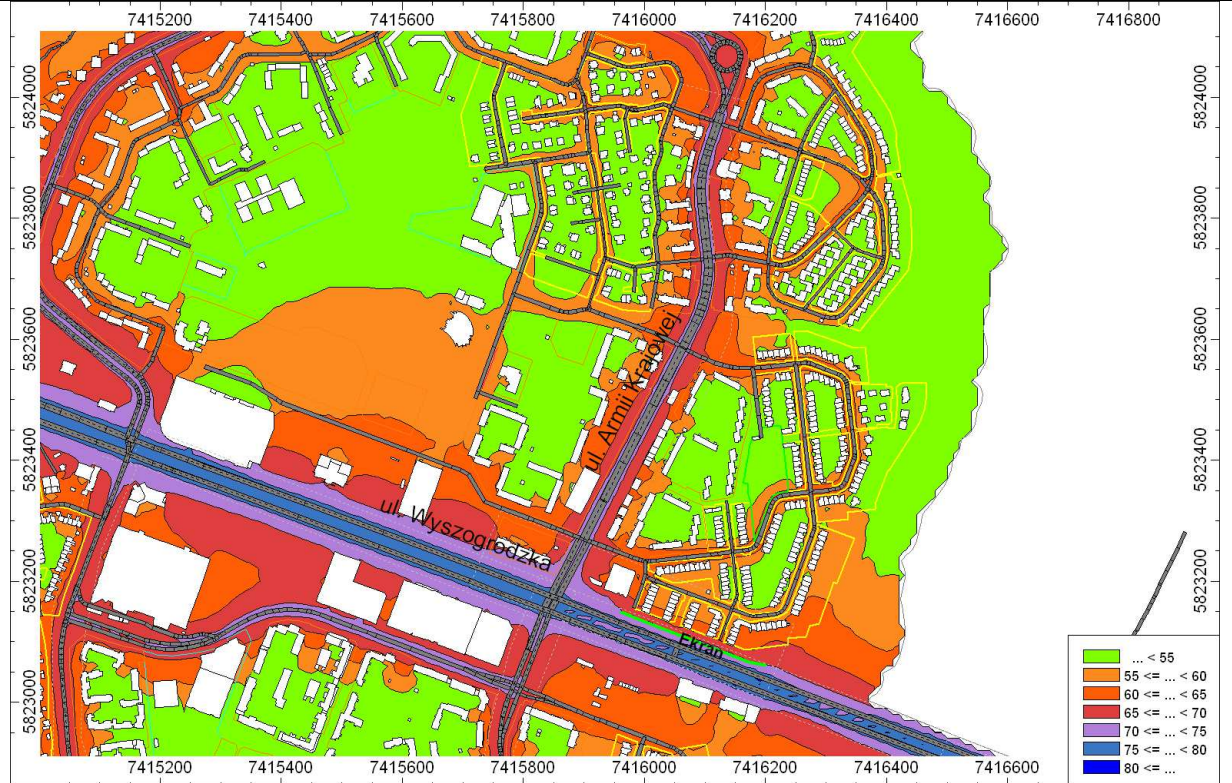 7415200 7415400 7415600 7415800 7416000 7416200 7416400 7416600 7416800
5824000
5823800
5823600
5823400
5823200
5823000
5824000
5823800
5823600
5823400
5823200
ul. Armii Krajowej
ul. Wyszogrodzka
Ekran
... < 55
55 <= ... < 60
60 <= ... < 65
65 <= ... < 70
70 <= ... < 75
75 <= ... < 80
80 <= ...
7415200 7415400 7415600 7415800 7416000 7416200 7416400 7416600